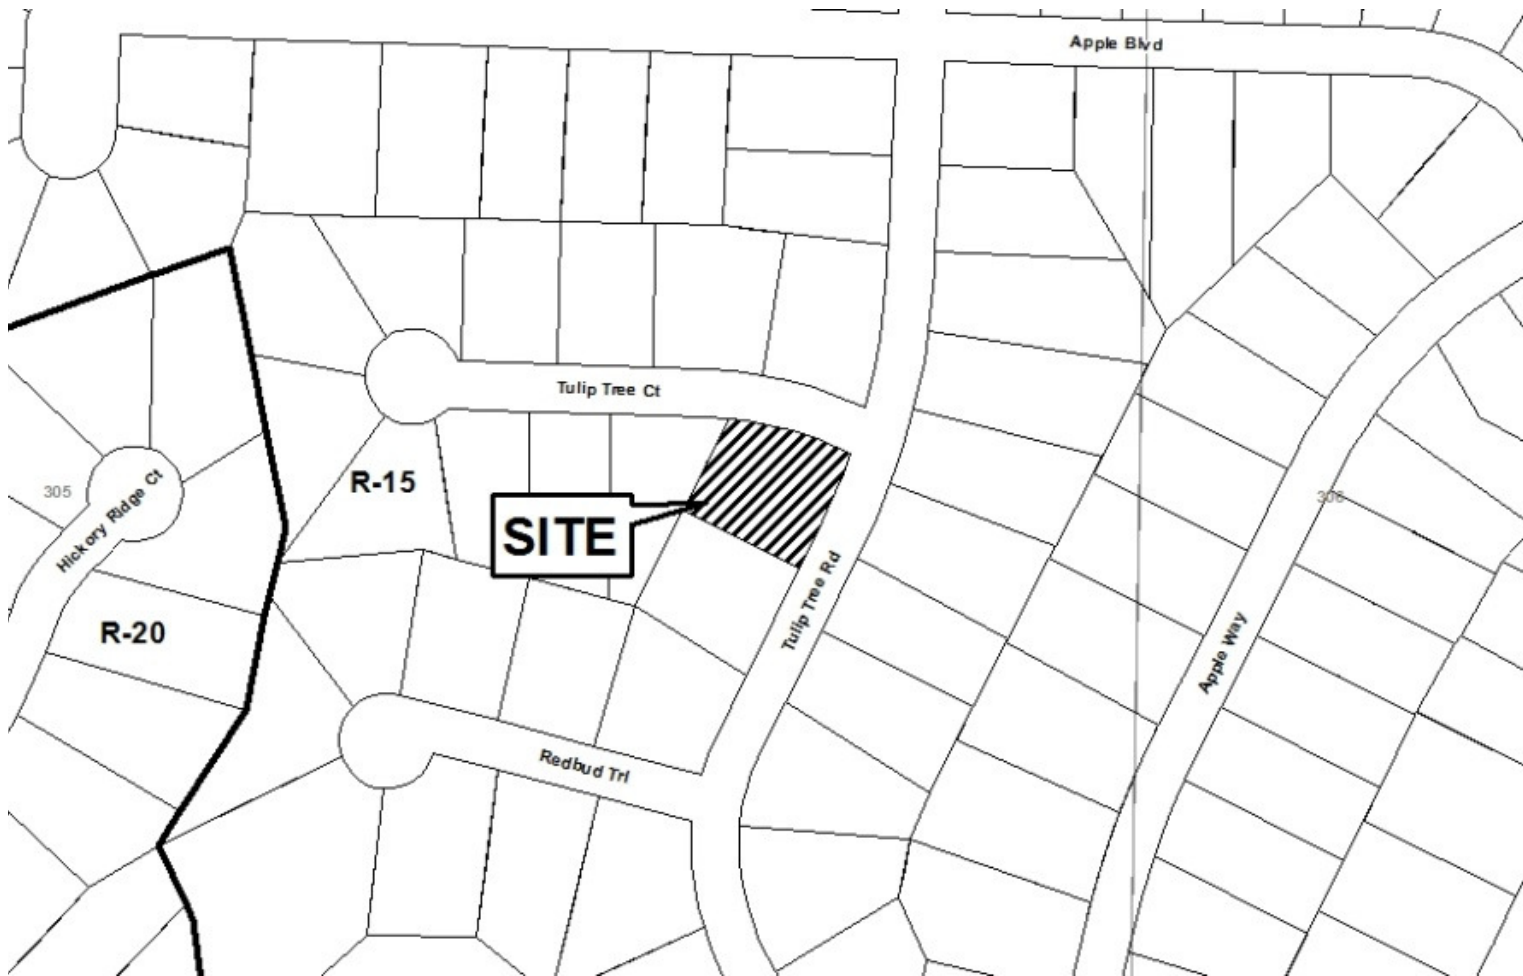 Apple Blvd
Tulip Tree Ct
R-15
305
Hickory Ridge Ct
SITE
306
Tulip Tree Rd
R-20
Apple Way
Redbud Trl